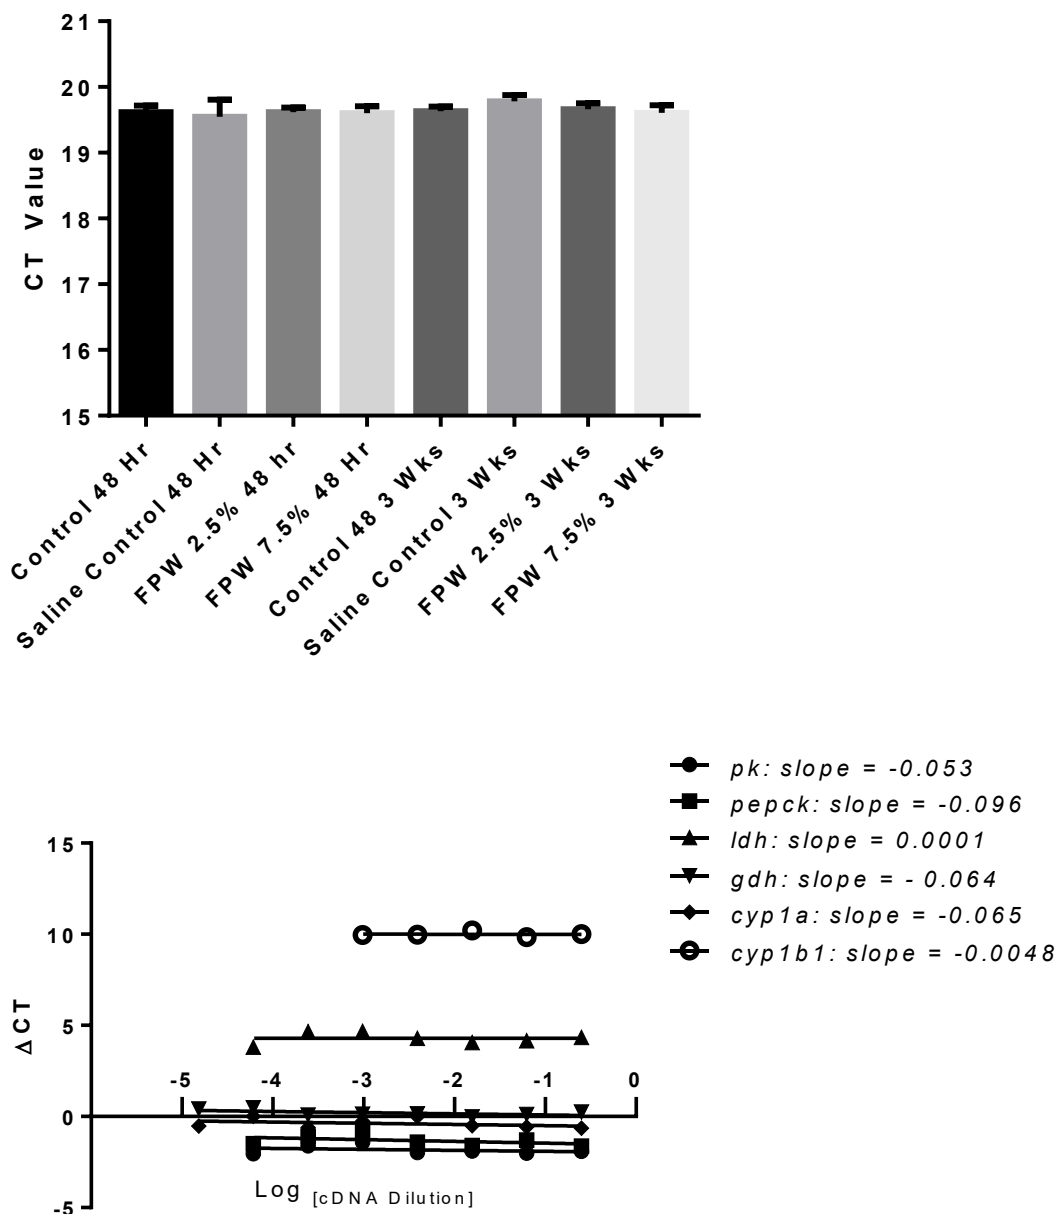 21
20
19
18
17
16
15
CT Value
Control 48 Hr
Saline Control 48 Hr
FPW 2.5% 48 hr
FPW 7.5% 48 Hr
Control 48 3 Wks
Saline Control 3 Wks
FPW 2.5% 3 Wks
FPW 7.5% 3 Wks
pk: slope = -0.053
pepck: slope = -0.096
ldh: slope = 0.0001
gdh: slope = - 0.064
cyp1a: slope = -0.065
cyp1b1: slope = -0.0048
15
10
5
0
-5
ΔCT
-5 -4 -3 -2 -1 0
Log [cDNA Dilution]